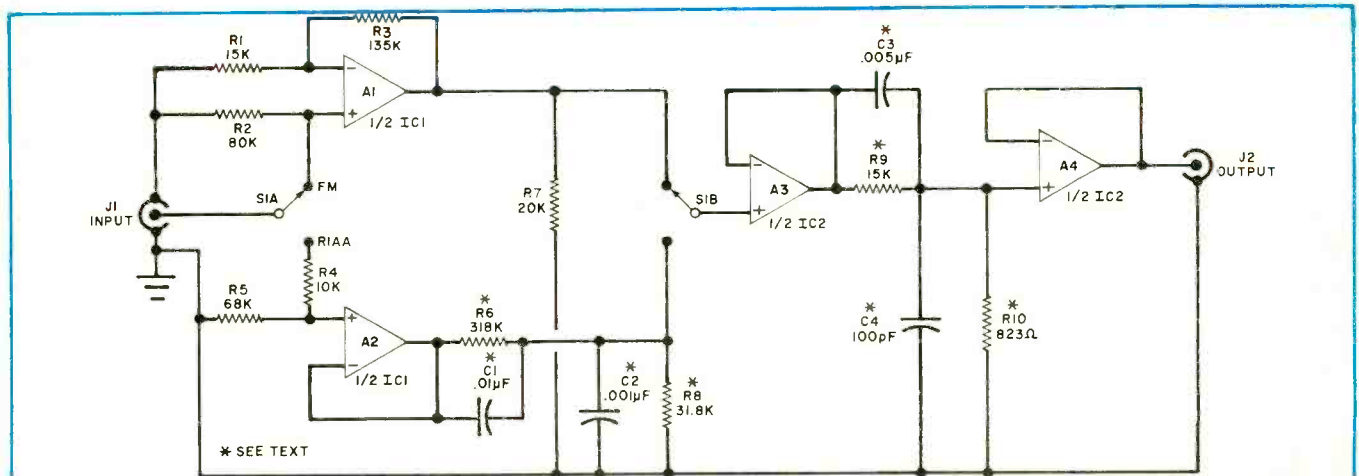 R1
15K
R3
135K
A1
1/2 IC1
R2
80K
S1A
FM
J1
INPUT
RIAA
R4
10K
R5
68K
A2
1/2 IC1
*
R6
318K
*
C1
.01µF
*
C2
.001µF
*
R8
31.8K
R7
20K
S1B
A3
1/2 IC2
*
C3
.005µF
*
R9
15K
*
C4
100pF
*
R10
823Ω
A4
1/2 IC2
J2
OUTPUT
* SEE TEXT